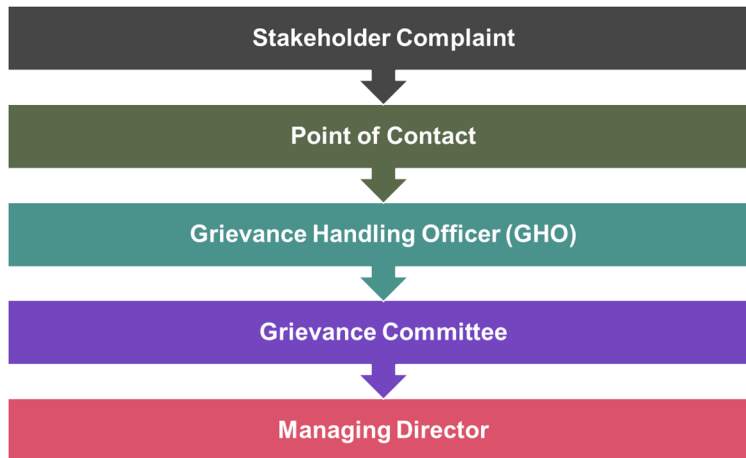 Stakeholder Complaint
Point of Contact
Grievance Handling Officer (GHO)
Grievance Committee
Managing Director